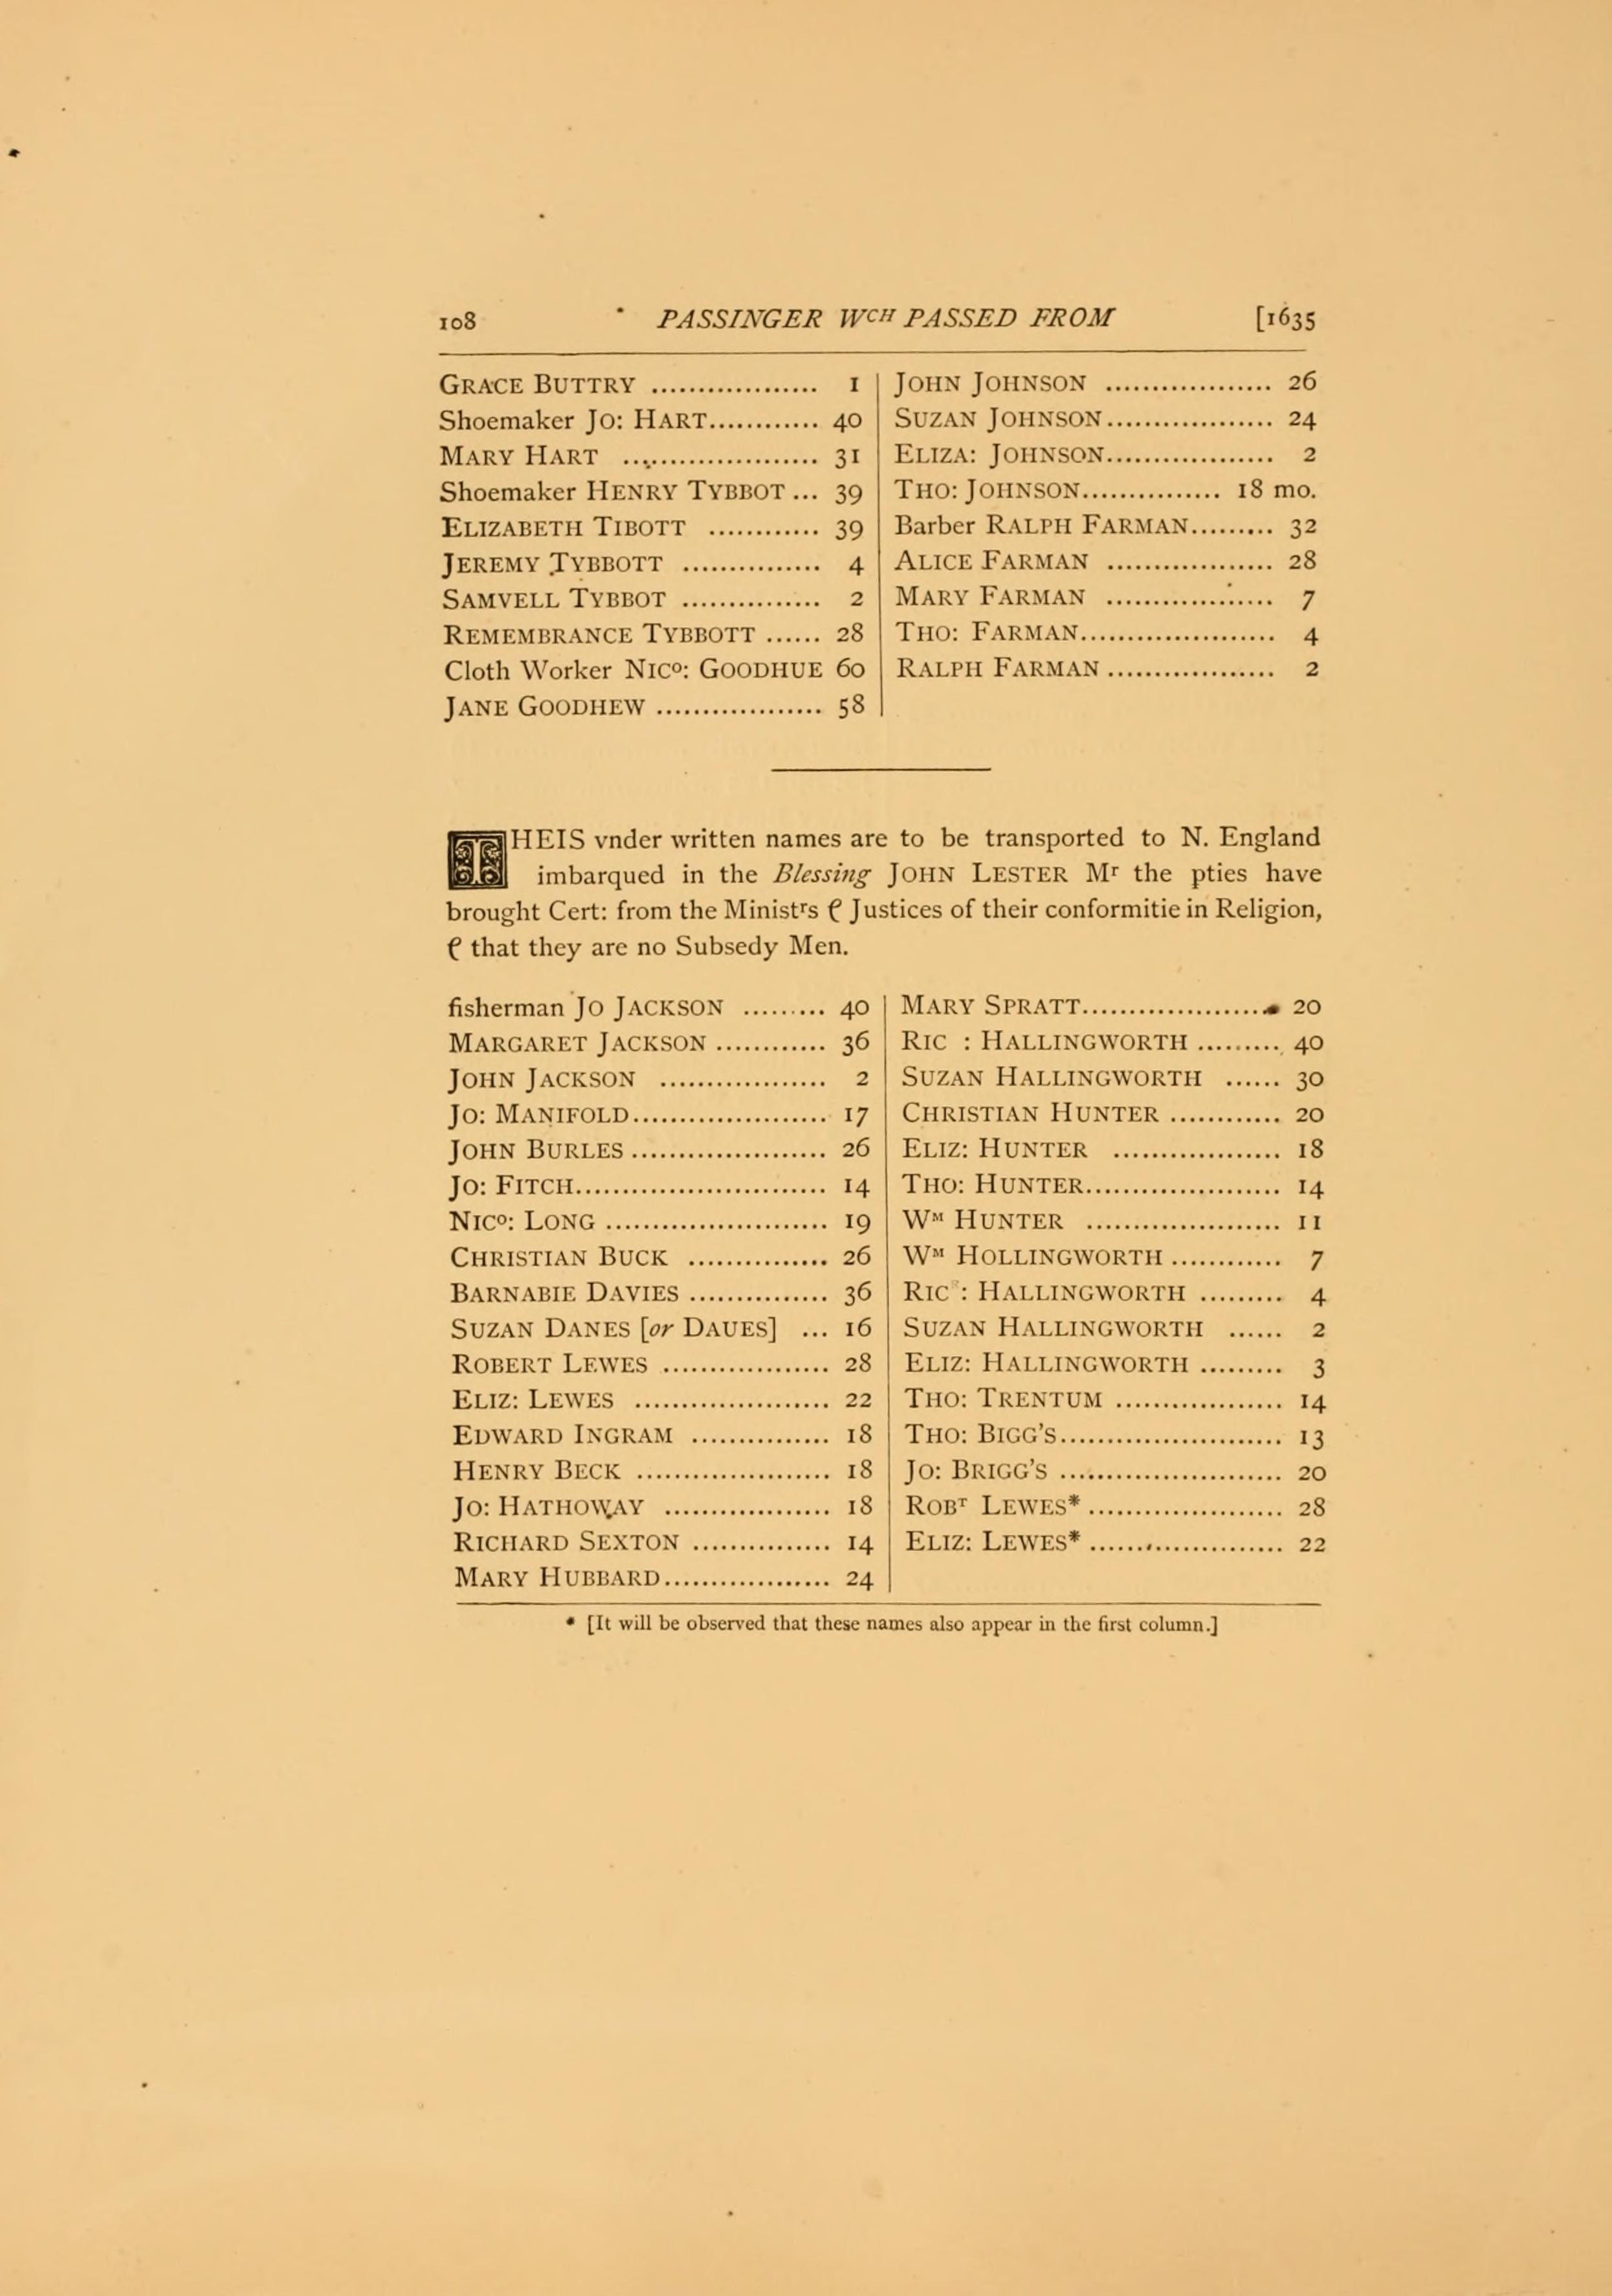 108 PASSINGER Wᶜᴴ PASSED FROM [1635
GRACE BUTTRY .................. 1
Shoemaker JO: HART............ 40
MARY HART ..................... 31
Shoemaker HENRY TYBBOT ... 39
ELIZABETH TIBOTT ............ 39
JEREMY TYBBOTT ............... 4
SAMVELL TYBBOT ............... 2
REMEMBRANCE TYBBOTT ...... 28
Cloth Worker NICᵒ: GOODHUE 60
JANE GOODHEW .................. 58
JOHN JOHNSON .................. 26
SUZAN JOHNSON.................. 24
ELIZA: JOHNSON.................. 2
THO: JOHNSON............... 18 mo.
Barber RALPH FARMAN......... 32
ALICE FARMAN .................. 28
MARY FARMAN .................. 7
THO: FARMAN..................... 4
RALPH FARMAN .................. 2
THEIS vnder written names are to be transported to N. England
imbarqued in the Blessing JOHN LESTER Mʳ the pties have
brought Cert: from the Ministʳs & Justices of their conformitie in Religion,
& that they are no Subsedy Men.
fisherman JO JACKSON ......... 40
MARGARET JACKSON ............ 36
JOHN JACKSON .................. 2
JO: MANIFOLD..................... 17
JOHN BURLES ..................... 26
JO: FITCH........................... 14
NICᵒ: LONG ........................ 19
CHRISTIAN BUCK ............... 26
BARNABIE DAVIES ............... 36
SUZAN DANES [or DAUES] ... 16
ROBERT LEWES .................. 28
ELIZ: LEWES ..................... 22
EDWARD INGRAM ............... 18
HENRY BECK ..................... 18
JO: HATHOWAY .................. 18
RICHARD SEXTON ............... 14
MARY HUBBARD.................. 24
MARY SPRATT..................... 20
RIC : HALLINGWORTH ......... 40
SUZAN HALLINGWORTH ...... 30
CHRISTIAN HUNTER ............ 20
ELIZ: HUNTER .................. 18
THO: HUNTER..................... 14
Wᴹ HUNTER ..................... 11
Wᴹ HOLLINGWORTH ............ 7
RIC : HALLINGWORTH ......... 4
SUZAN HALLINGWORTH ...... 2
ELIZ: HALLINGWORTH ......... 3
THO: TRENTUM .................. 14
THO: BIGG'S........................ 13
JO: BRIGG'S ........................ 20
ROBᵀ LEWES* ..................... 28
ELIZ: LEWES* ..................... 22
* [It will be observed that these names also appear in the first column.]